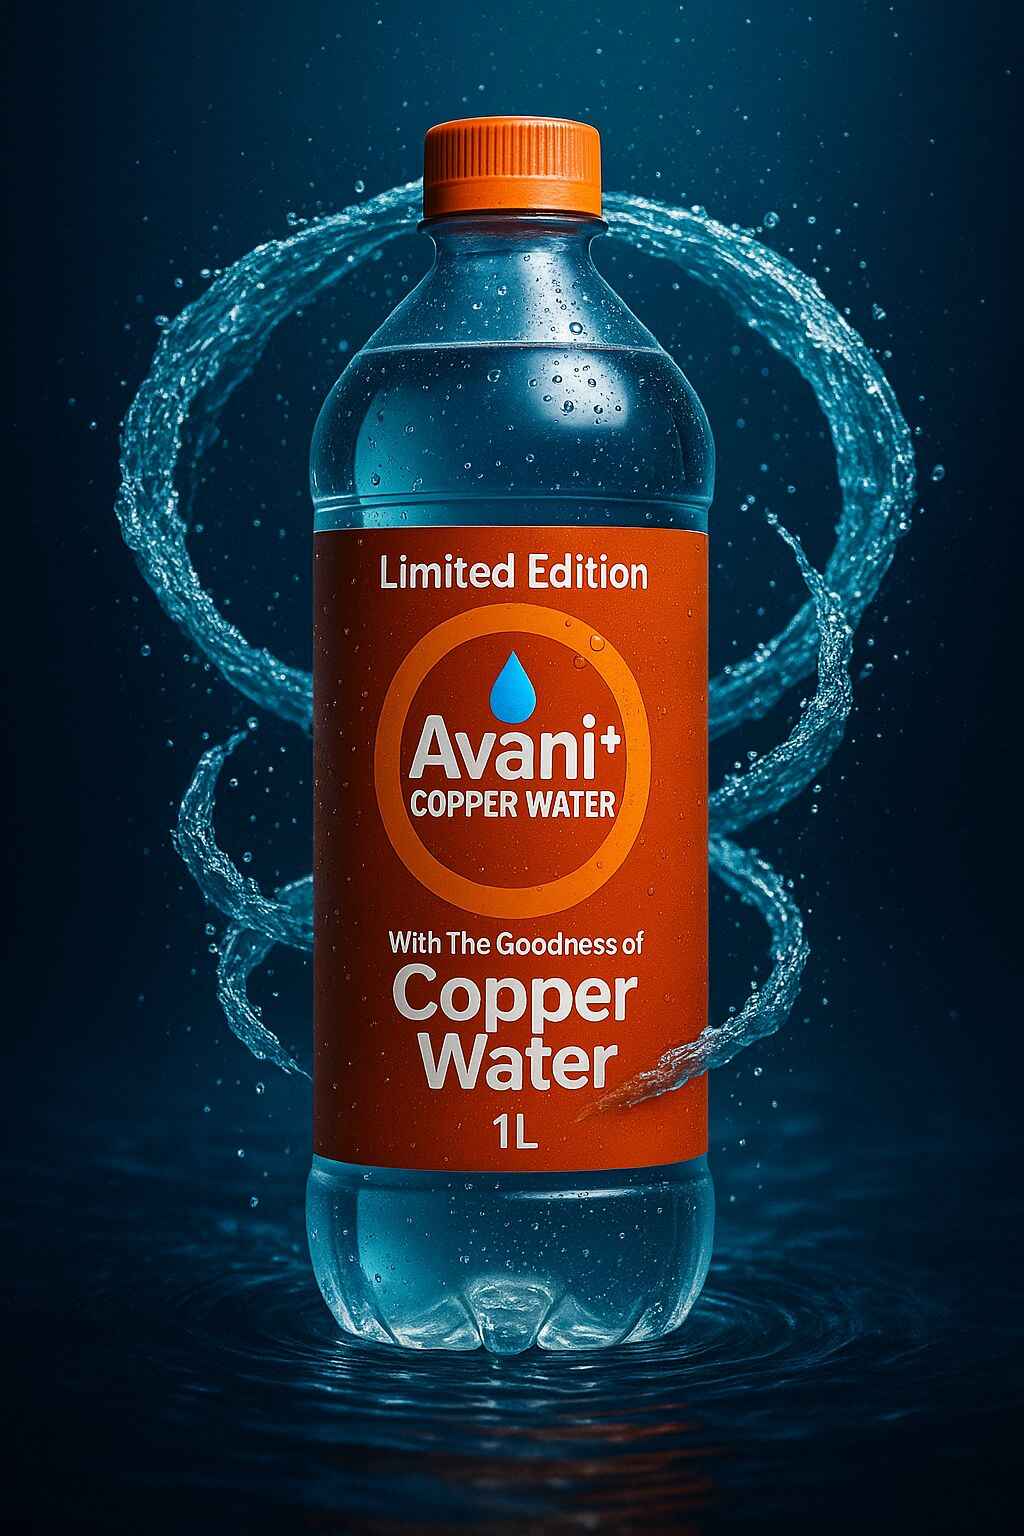 Limited Edition
Avani+
COPPER WATER
With The Goodness of
Copper
Water
1L